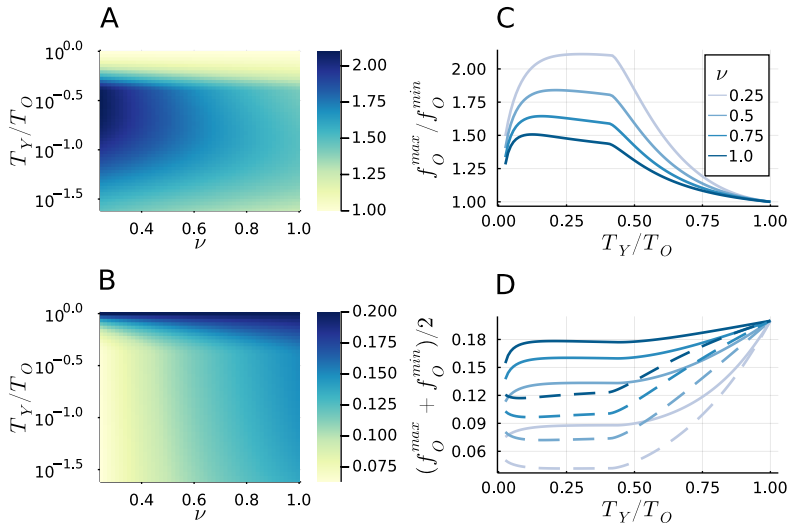 A
10^0.0
10^-0.5
10^-1.0
10^-1.5
T_Y/T_O
0.4 0.6 0.8 1.0
ν
2.00
1.75
1.50
1.25
1.00
C
2.00
1.75
1.50
1.25
1.00
f_O^max/f_O^min
0.00 0.25 0.50 0.75 1.00
T_Y/T_O
ν
0.25
0.5
0.75
1.0
B
10^0.0
10^-0.5
10^-1.0
10^-1.5
T_Y/T_O
0.4 0.6 0.8 1.0
ν
0.200
0.175
0.150
0.125
0.100
0.075
D
0.18
0.15
0.12
0.09
0.06
(f_O^max + f_O^min)/2
0.00 0.25 0.50 0.75 1.00
T_Y/T_O